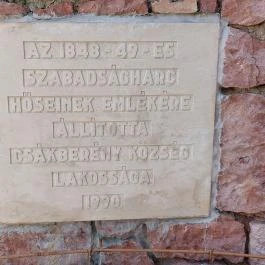 AZ 1848-49-ES
SZABADSÁGHARC
HŐSEINEK EMLÉKÉRE
ÁLLÍTOTTA
CSÁKBERÉNY KÖZSÉG
LAKOSSÁGA
1990.